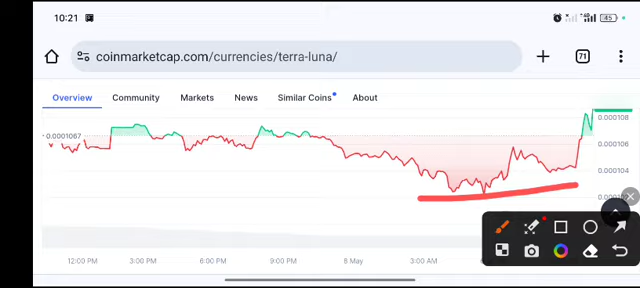 10:21 45
coinmarketcap.com/currencies/terra-luna/ 71
Overview Community Markets News Similar Coins About
0.000108
0.0001067
0.000106
0.000104
12:00 PM 3:00 PM 6:00 PM 9:00 PM 8 May 3:00 AM